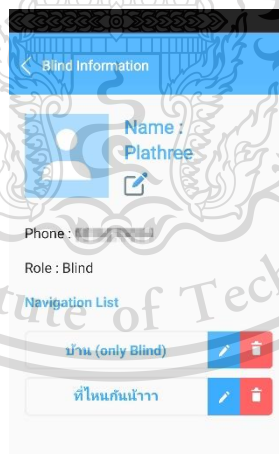 Blind Information
Name :
Plathree
Phone :
Role : Blind
Navigation List
บ้าน (only Blind)
ที่ไหนกันน้าาา